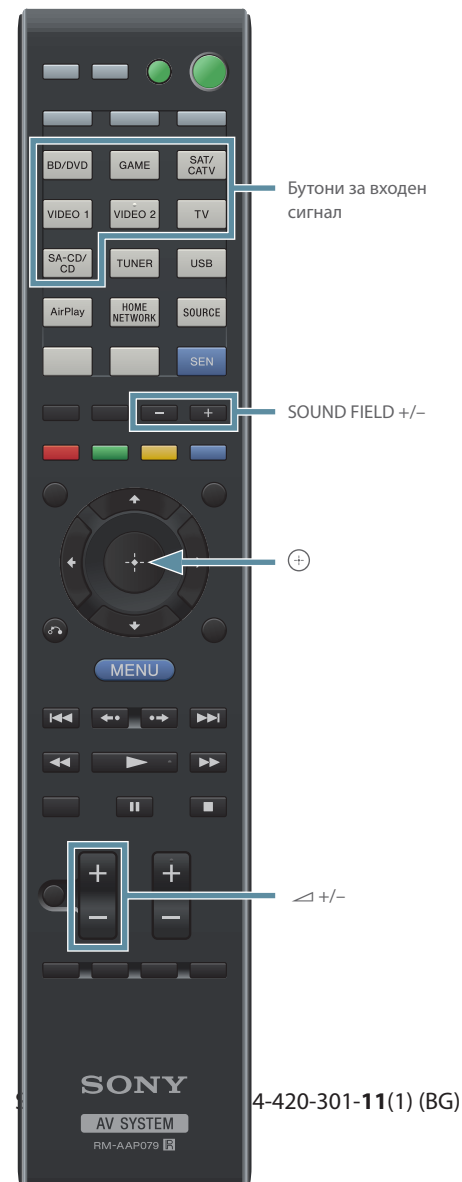 BD/DVD GAME SAT/
CATV
VIDEO 1 VIDEO 2 TV
Бутони за входен
сигнал
SA-CD/
CD TUNER USB
AirPlay HOME
NETWORK SOURCE
SEN
– +
SOUND FIELD +/–
MENU
+ +
– –
+/–
SONY
4-420-301-11(1) (BG)
AV SYSTEM
RM-AAP079 R